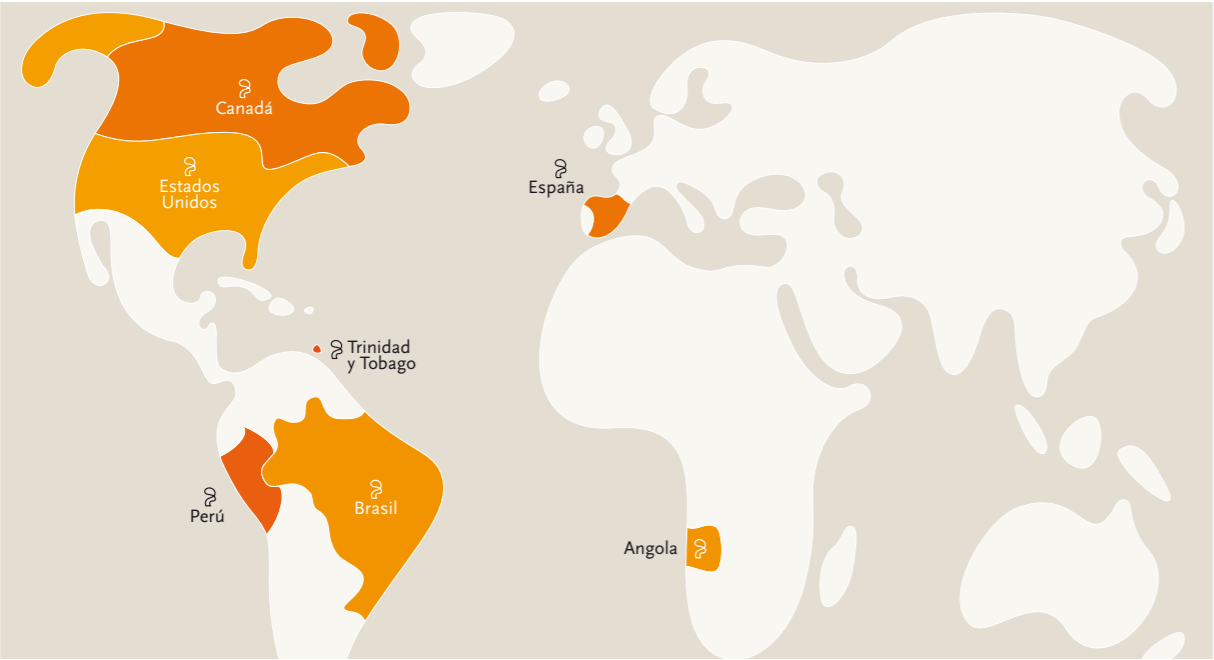 Canadá
Estados
Unidos
España
Trinidad
y Tobago
Perú
Brasil
Angola